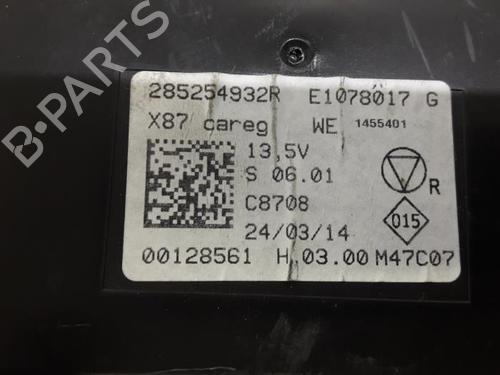 B-PARTS
285254932R E1078017 G
X87 careg WE 1455401
13,5V
S 06.01
R
C8708
015
24/03/14
00128561 H 03.00 M47C07